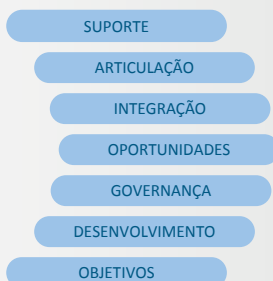 SUPORTE
ARTICULAÇÃO
INTEGRAÇÃO
OPORTUNIDADES
GOVERNANÇA
DESENVOLVIMENTO
OBJETIVOS